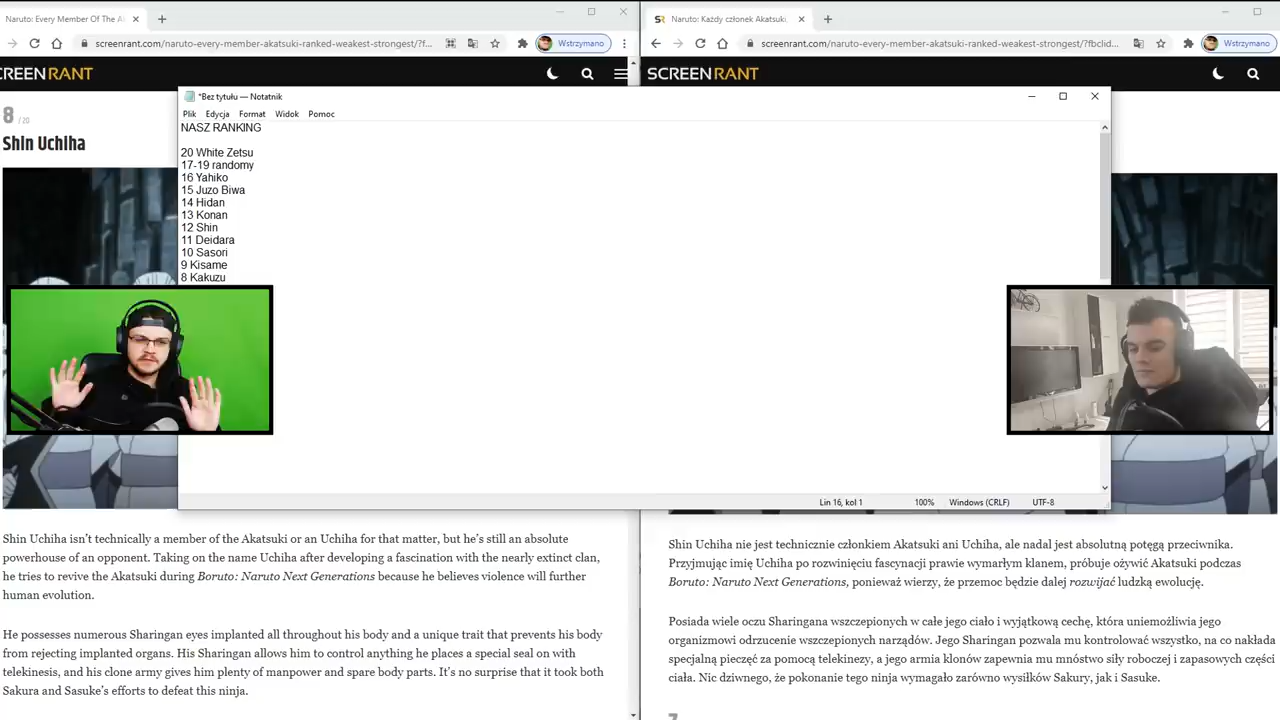 Naruto: Every Member Of The A
screenrant.com/naruto-every-member-akatsuki-ranked-weakest-strongest/?f...
Wstrzymano
CREENRANT
8 /20
Shin Uchiha
Naruto: Każdy członek Akatsuki
screenrant.com/naruto-every-member-akatsuki-ranked-weakest-strongest/?fbclid...
Wstrzymano
SCREENRANT
*Bez tytułu — Notatnik
Plik Edycja Format Widok Pomoc
NASZ RANKING
20 White Zetsu
17-19 randomy
16 Yahiko
15 Juzo Biwa
14 Hidan
13 Konan
12 Shin
11 Deidara
10 Sasori
9 Kisame
8 Kakuzu
Lin 16, kol 1 100% Windows (CRLF) UTF-8
Shin Uchiha isn't technically a member of the Akatsuki or an Uchiha for that matter, but he's still an absolute
powerhouse of an opponent. Taking on the name Uchiha after developing a fascination with the nearly extinct clan,
he tries to revive the Akatsuki during Boruto: Naruto Next Generations because he believes violence will further
human evolution.
He possesses numerous Sharingan eyes implanted all throughout his body and a unique trait that prevents his body
from rejecting implanted organs. His Sharingan allows him to control anything he places a special seal on with
telekinesis, and his clone army gives him plenty of manpower and spare body parts. It's no surprise that it took both
Sakura and Sasuke's efforts to defeat this ninja.
Shin Uchiha nie jest technicznie członkiem Akatsuki ani Uchiha, ale nadal jest absolutną potęgą przeciwnika.
Przyjmując imię Uchiha po rozwinięciu fascynacji prawie wymarłym klanem, próbuje ożywić Akatsuki podczas
Boruto: Naruto Next Generations, ponieważ wierzy, że przemoc będzie dalej rozwijać ludzką ewolucję.
Posiada wiele oczu Sharingana wszczepionych w całe jego ciało i wyjątkową cechę, która uniemożliwia jego
organizmowi odrzucenie wszczepionych narządów. Jego Sharingan pozwala mu kontrolować wszystko, na co nakłada
specjalną pieczęć za pomocą telekinezy, a jego armia klonów zapewnia mu mnóstwo siły roboczej i zapasowych części
ciała. Nic dziwnego, że pokonanie tego ninja wymagało zarówno wysiłków Sakury, jak i Sasuke.